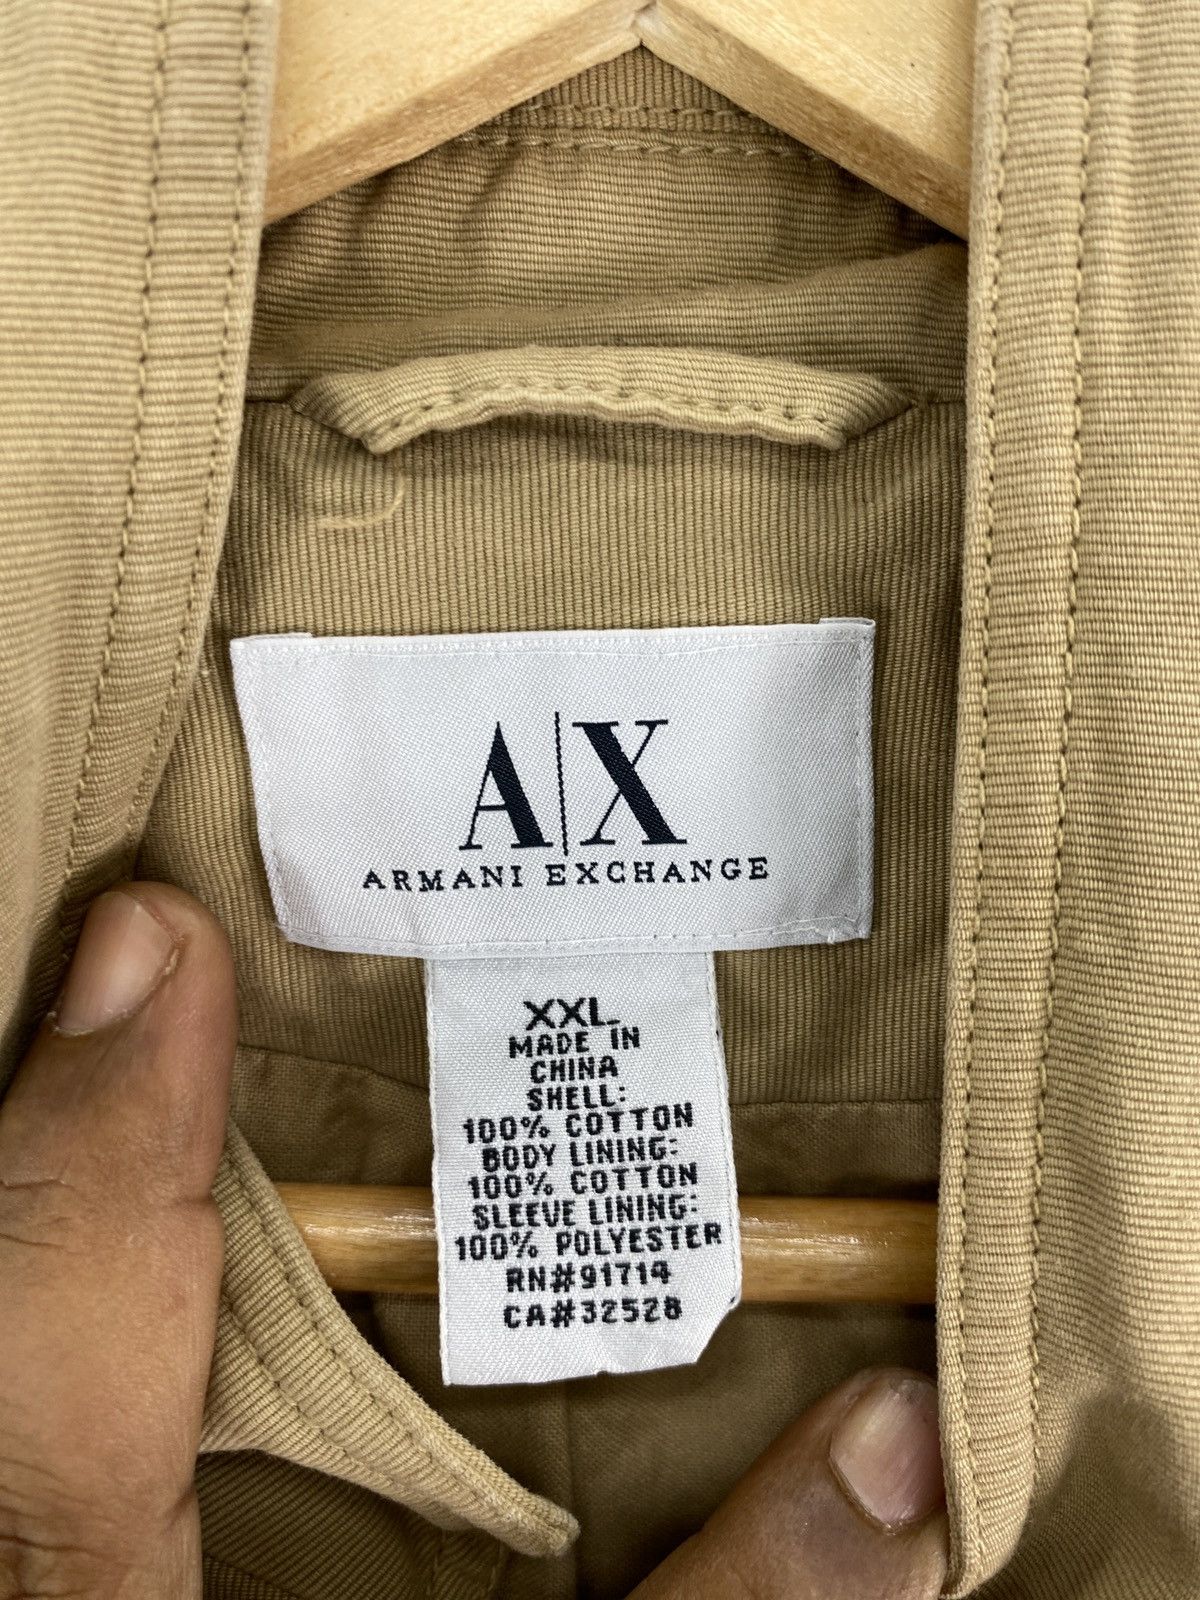 A|X
ARMANI EXCHANGE
XXL
MADE IN
CHINA
SHELL:
100% COTTON
BODY LINING:
100% COTTON
SLEEVE LINING:
100% POLYESTER
RN#91714
CA#32528